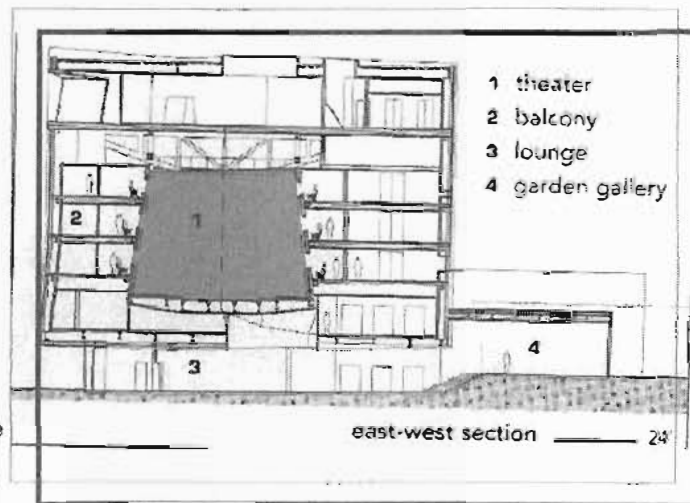 1 theater
2 balcony
3 lounge
4 garden gallery
2
1
3
4
east-west section 24'